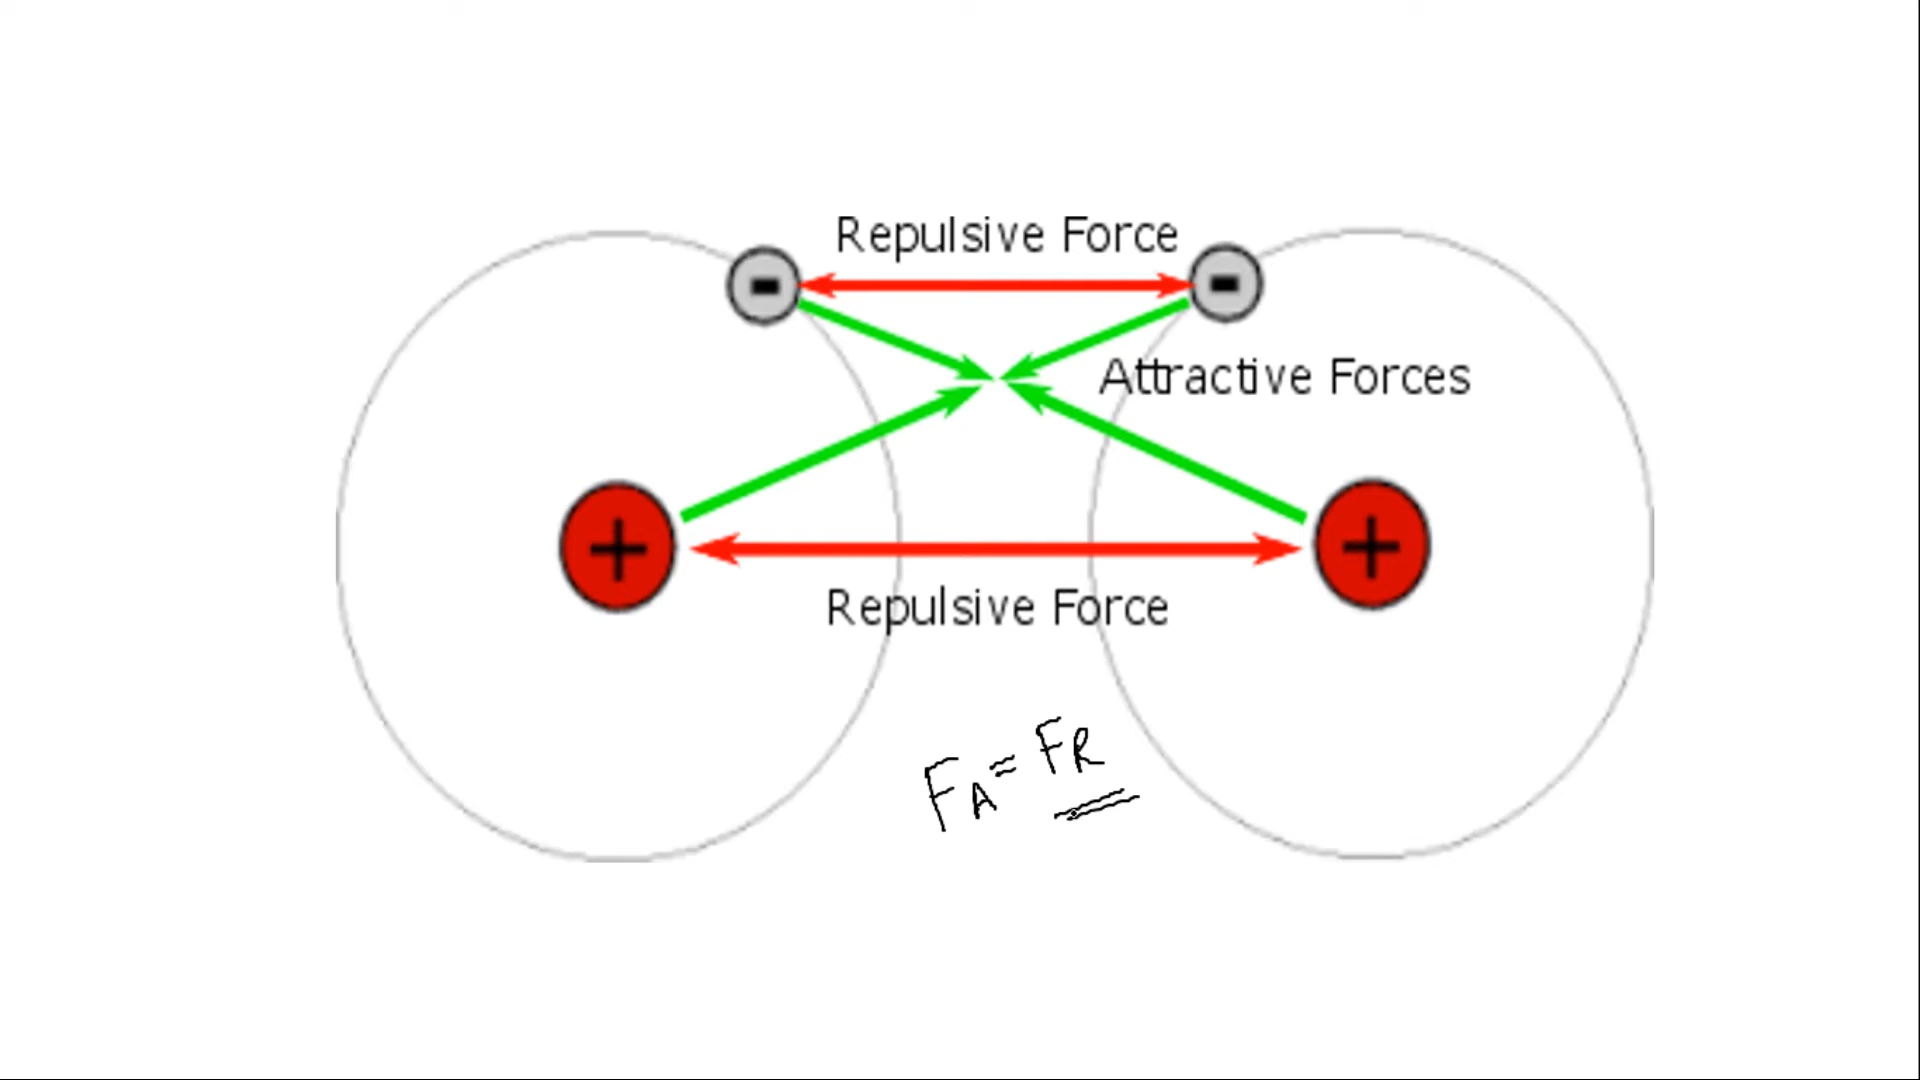 Repulsive Force
-
-
Attractive Forces
+
+
Repulsive Force
FA = FR